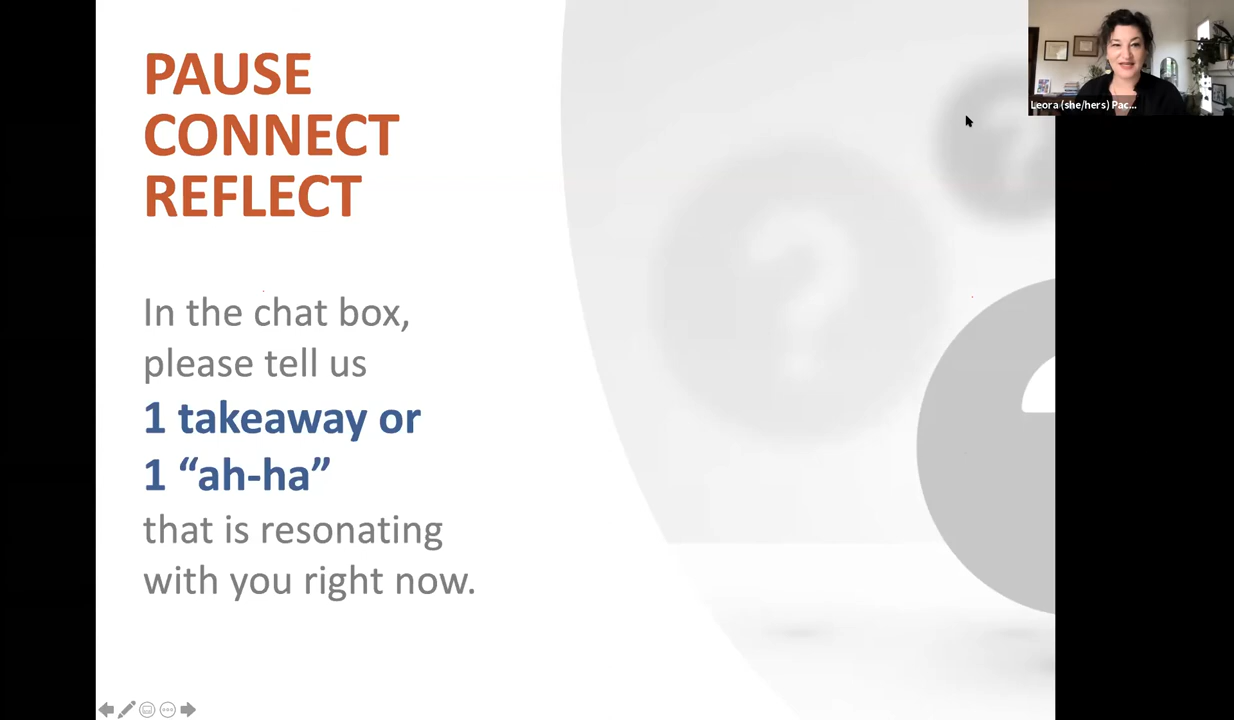 PAUSE
CONNECT
REFLECT
In the chat box,
please tell us
1 takeaway or
1 “ah-ha”
that is resonating
with you right now.
Leora (she/hers) Pac...